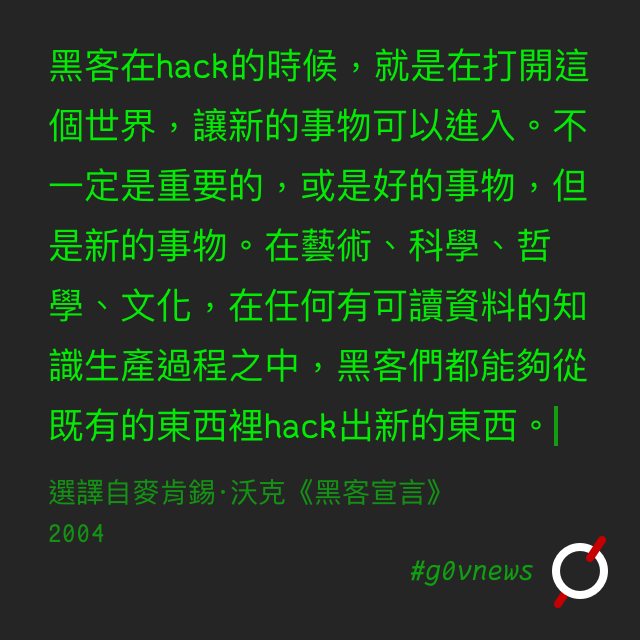 黑客在hack的時候，就是在打開這
個世界，讓新的事物可以進入。不
一定是重要的，或是好的事物，但
是新的事物。在藝術、科學、哲
學、文化，在任何有可讀資料的知
識生產過程之中，黑客們都能夠從
既有的東西裡hack出新的東西。
選譯自麥肯錫·沃克《黑客宣言》
2004
#g0vnews